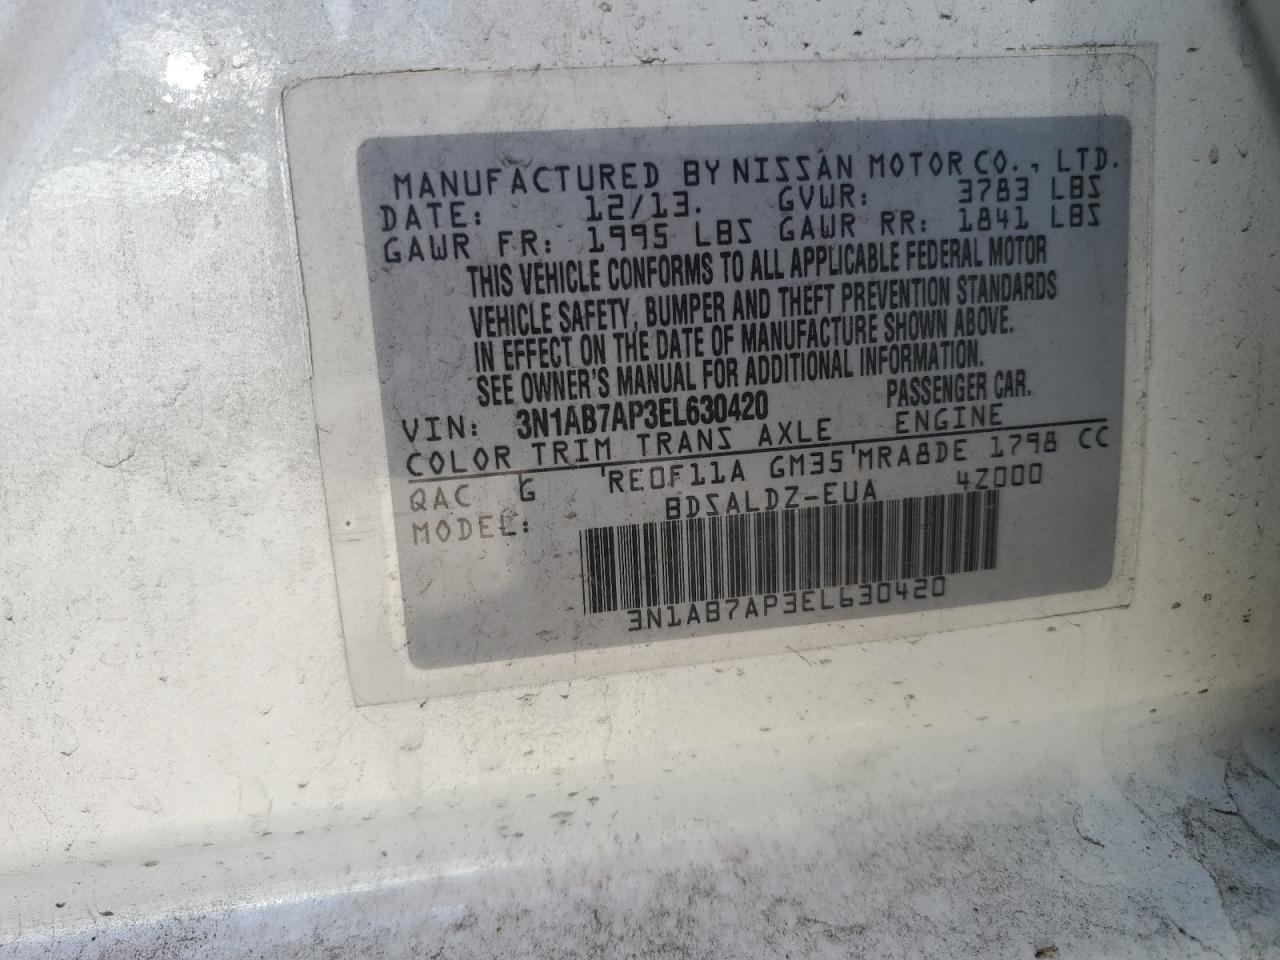 MANUFACTURED BY NISSAN MOTOR CO., LTD.
DATE: 12/13. GVWR: 3783 LBS
GAWR FR: 1995 LBS GAWR RR: 1841 LBS
THIS VEHICLE CONFORMS TO ALL APPLICABLE FEDERAL MOTOR
VEHICLE SAFETY, BUMPER AND THEFT PREVENTION STANDARDS
IN EFFECT ON THE DATE OF MANUFACTURE SHOWN ABOVE.
SEE OWNER'S MANUAL FOR ADDITIONAL INFORMATION.
VIN: 3N1AB7AP3EL630420 PASSENGER CAR.
COLOR TRIM TRANS AXLE ENGINE
QAC G RE0F11A GM35 MRA8DE 1798 CC
MODEL: BDSALDZ-EUA 4Z000
3N1AB7AP3EL630420